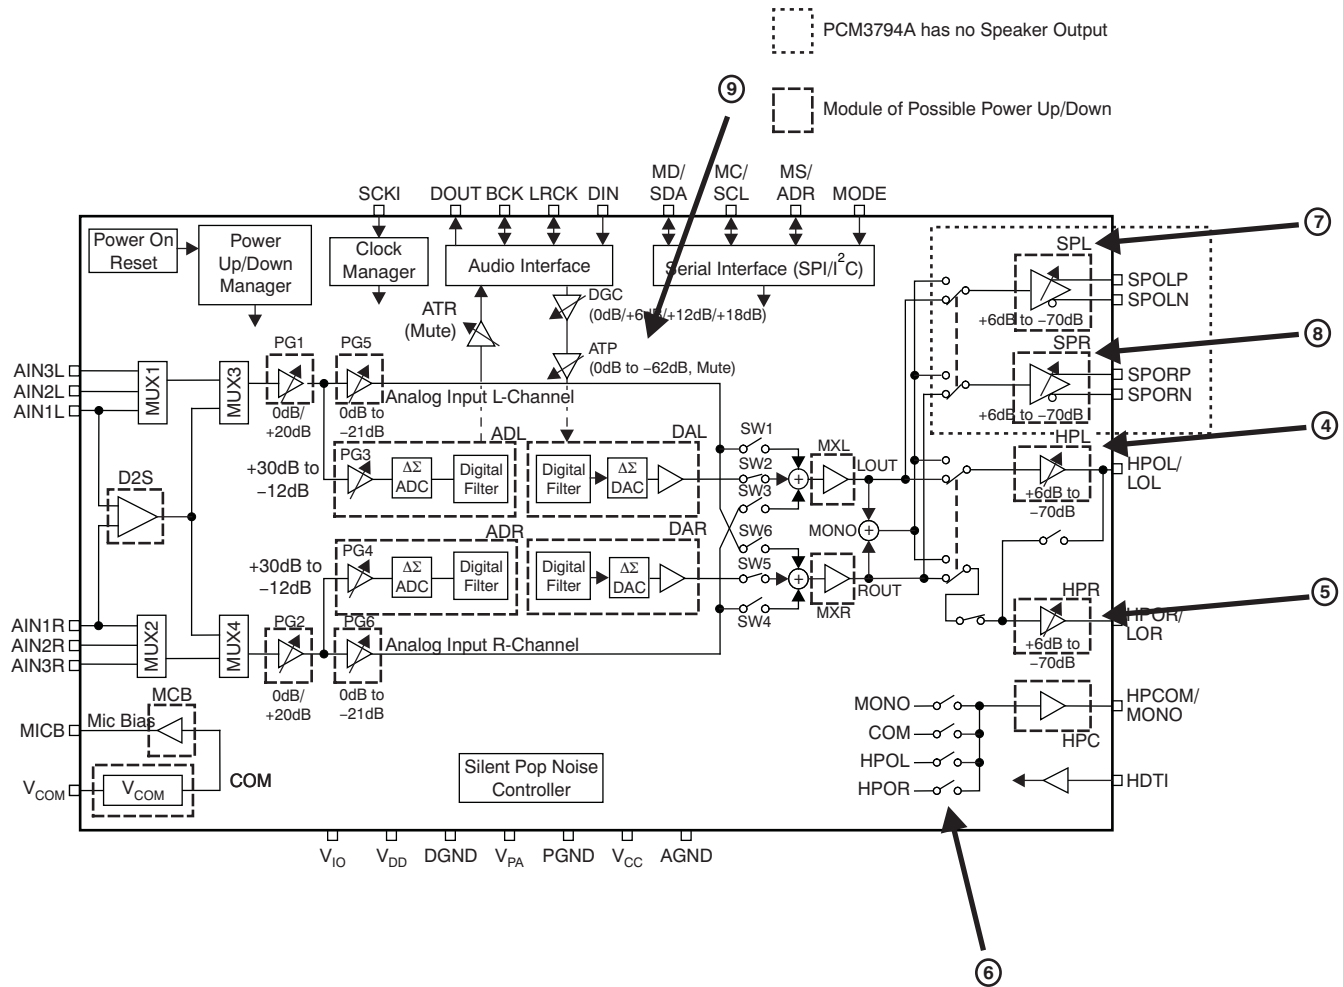 PCM3794A has no Speaker Output
9
Module of Possible Power Up/Down
SCKI
DOUT
BCK
LRCK
DIN
MD/
SDA
MC/
SCL
MS/
ADR
MODE
7
Power On
Reset
Power
Up/Down
Manager
Clock
Manager
Audio Interface
Serial Interface (SPI/I2C)
SPL
SPOLP
SPOLN
+6dB to −70dB
ATR
(Mute)
DGC
(0dB/+6dB/+12dB/+18dB)
ATP
(0dB to −62dB, Mute)
8
SPR
SPORP
SPORN
+6dB to −70dB
AIN3L
AIN2L
AIN1L
MUX1
MUX3
PG1
0dB/
+20dB
PG5
0dB to
−21dB
Analog Input L-Channel
4
HPL
HPOL/
LOL
+6dB to
−70dB
D2S
+30dB to
−12dB
PG3
ADL
ΔΣ
ADC
Digital
Filter
DAL
Digital
Filter
ΔΣ
DAC
SW1
SW2
SW3
MXL
LOUT
MONO
+30dB to
−12dB
PG4
ADR
ΔΣ
ADC
Digital
Filter
DAR
Digital
Filter
ΔΣ
DAC
SW6
SW5
SW4
MXR
ROUT
5
HPR
HPOR/
LOR
+6dB to
−70dB
AIN1R
AIN2R
AIN3R
MUX2
MUX4
PG2
0dB/
+20dB
PG6
0dB to
−21dB
Analog Input R-Channel
MCB
MICB
Mic Bias
VCOM
VCOM
COM
Silent Pop Noise
Controller
MONO
COM
HPOL
HPOR
HPC
HPCOM/
MONO
HDTI
VIO
VDD
DGND
VPA
PGND
VCC
AGND
6